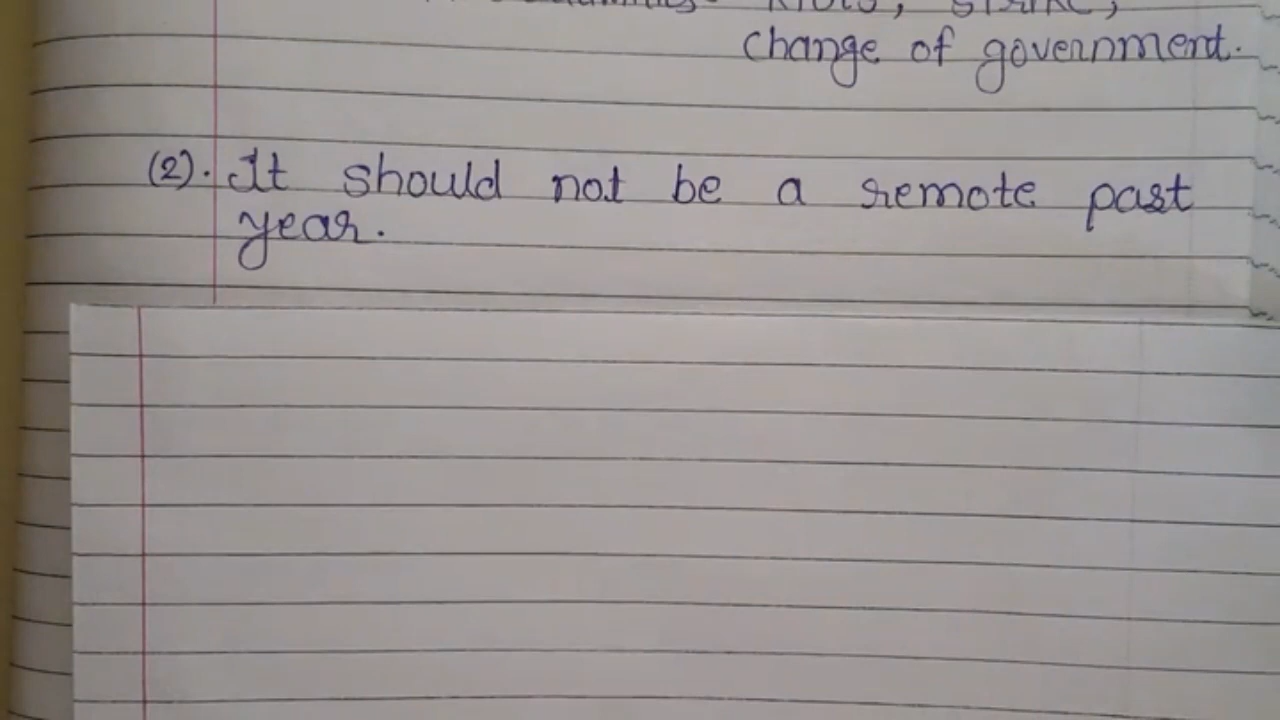 change of government.
(2). It should not be a remote past
year.